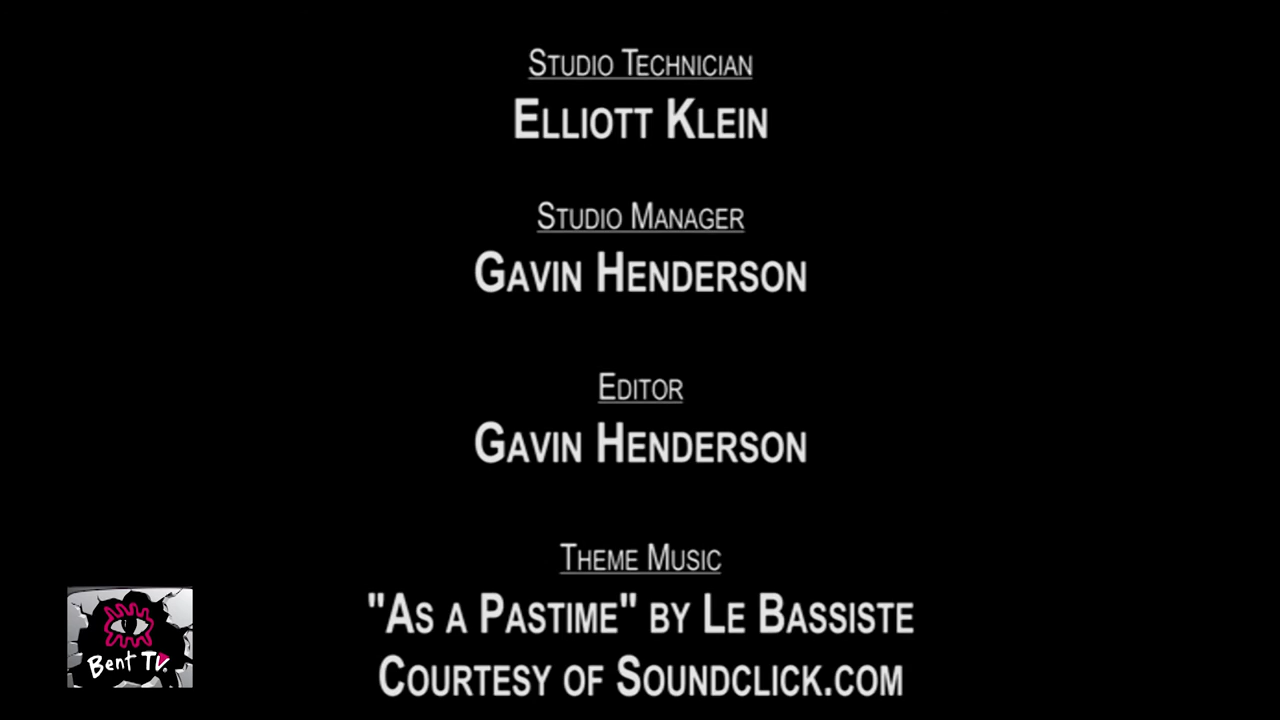 Studio Technician
Elliott Klein
Studio Manager
Gavin Henderson
Editor
Gavin Henderson
Theme Music
"As a Pastime" by Le Bassiste
Courtesy of Soundclick.com
Bent TV.